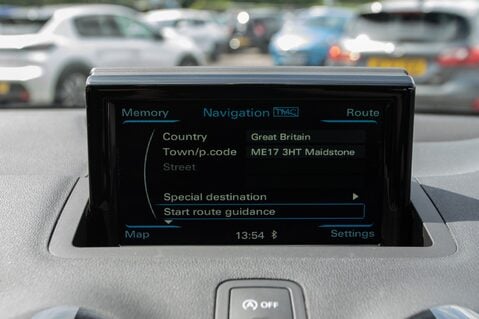 Memory Navigation TMC Route
Country Great Britain
Town/p.code ME17 3HT Maidstone
Street
Special destination
Start route guidance
Map 13:54 Settings
OFF